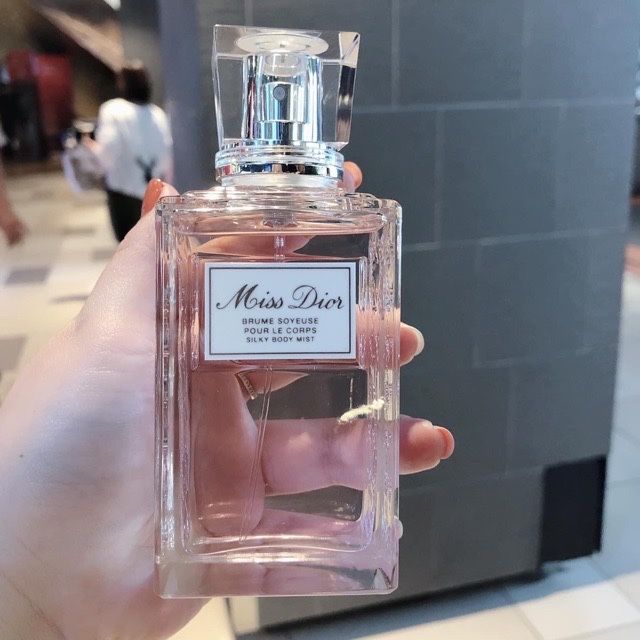 Miss Dior
BRUME SOYEUSE
POUR LE CORPS
SILKY BODY MIST